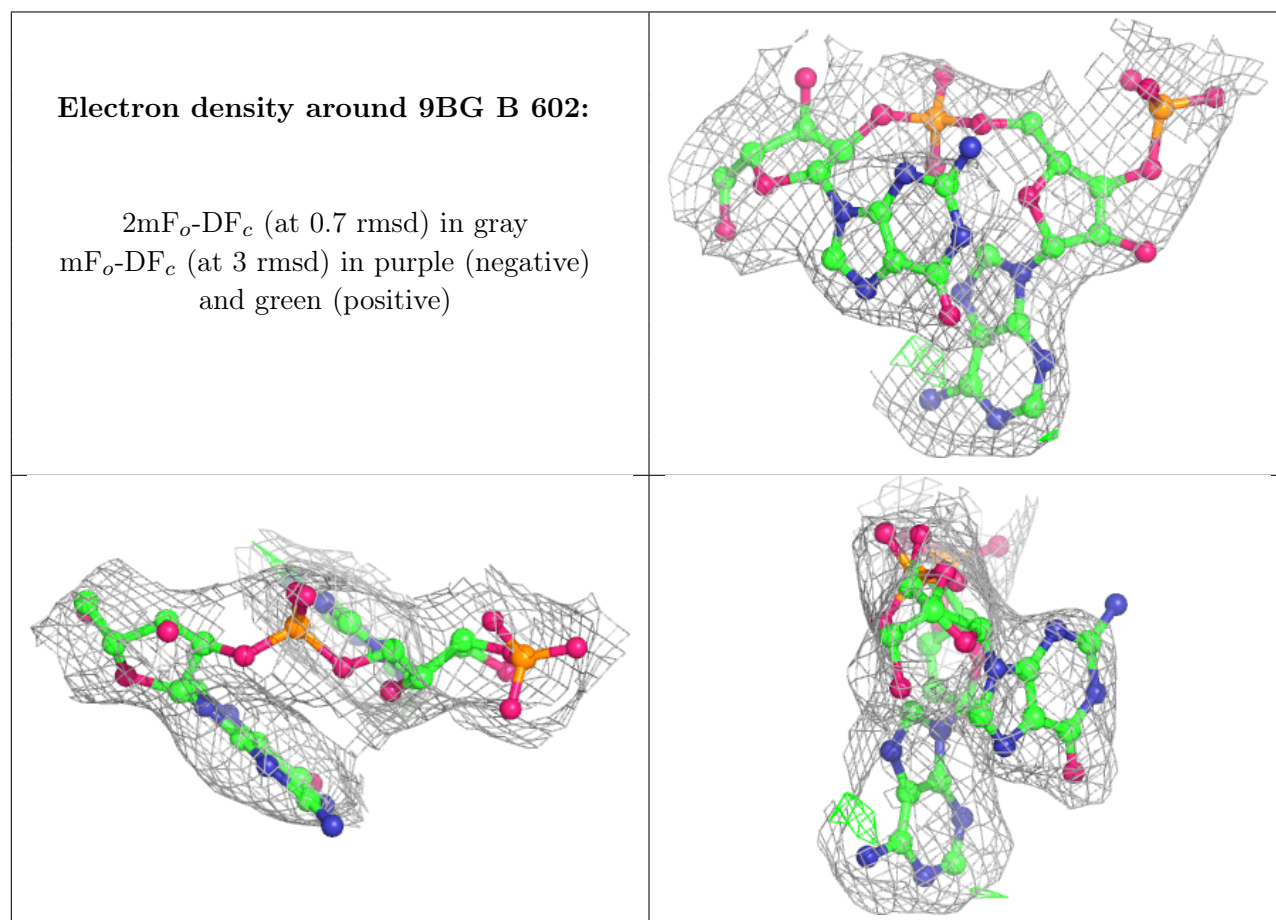 Electron density around 9BG B 602:
2mFo-DFc (at 0.7 rmsd) in gray
mFo-DFc (at 3 rmsd) in purple (negative)
and green (positive)